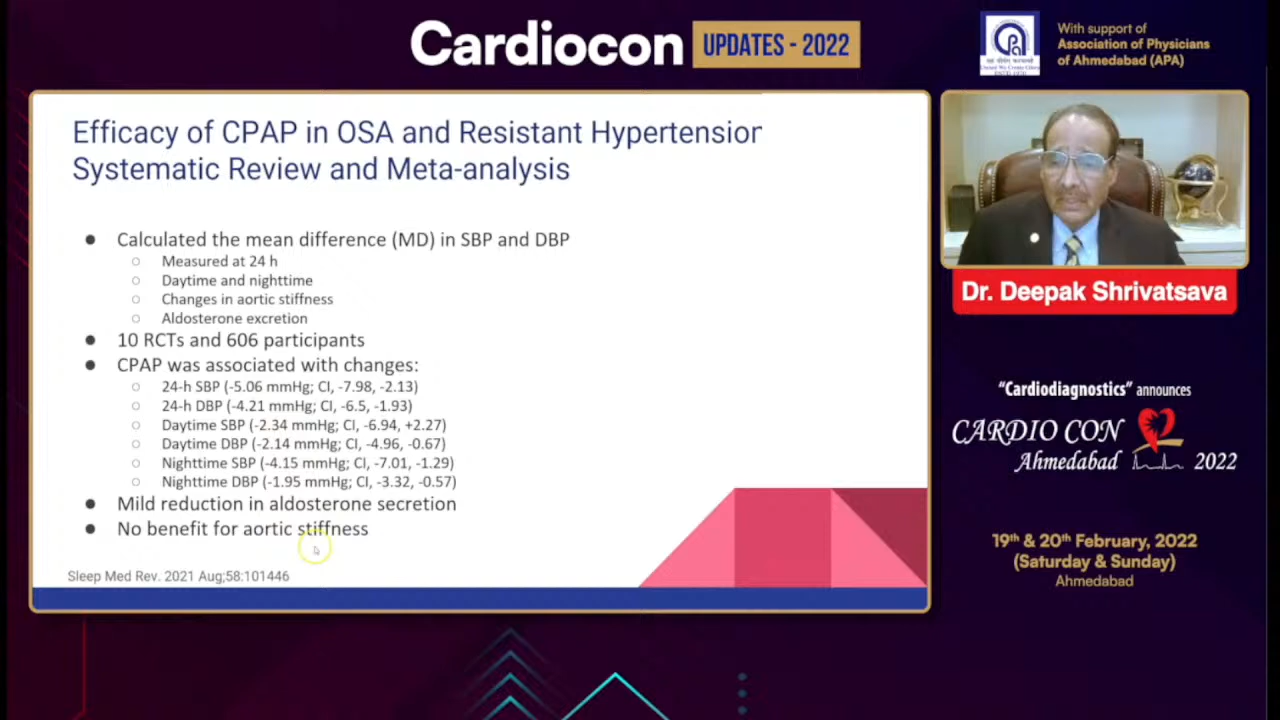 Cardiocon
UPDATES - 2022
With support of
Association of Physicians
of Ahmedabad (APA)
Efficacy of CPAP in OSA and Resistant Hypertension
Systematic Review and Meta-analysis
● Calculated the mean difference (MD) in SBP and DBP
○ Measured at 24 h
○ Daytime and nighttime
○ Changes in aortic stiffness
○ Aldosterone excretion
● 10 RCTs and 606 participants
● CPAP was associated with changes:
○ 24-h SBP (-5.06 mmHg; CI, -7.98, -2.13)
○ 24-h DBP (-4.21 mmHg; CI, -6.5, -1.93)
○ Daytime SBP (-2.34 mmHg; CI, -6.94, +2.27)
○ Daytime DBP (-2.14 mmHg; CI, -4.96, -0.67)
○ Nighttime SBP (-4.15 mmHg; CI, -7.01, -1.29)
○ Nighttime DBP (-1.95 mmHg; CI, -3.32, -0.57)
● Mild reduction in aldosterone secretion
● No benefit for aortic stiffness
Sleep Med Rev. 2021 Aug;58:101446
Dr. Deepak Shrivatsava
“Cardiodiagnostics” announces
CARDIO CON
Ahmedabad 2022
19th & 20th February, 2022
(Saturday & Sunday)
Ahmedabad